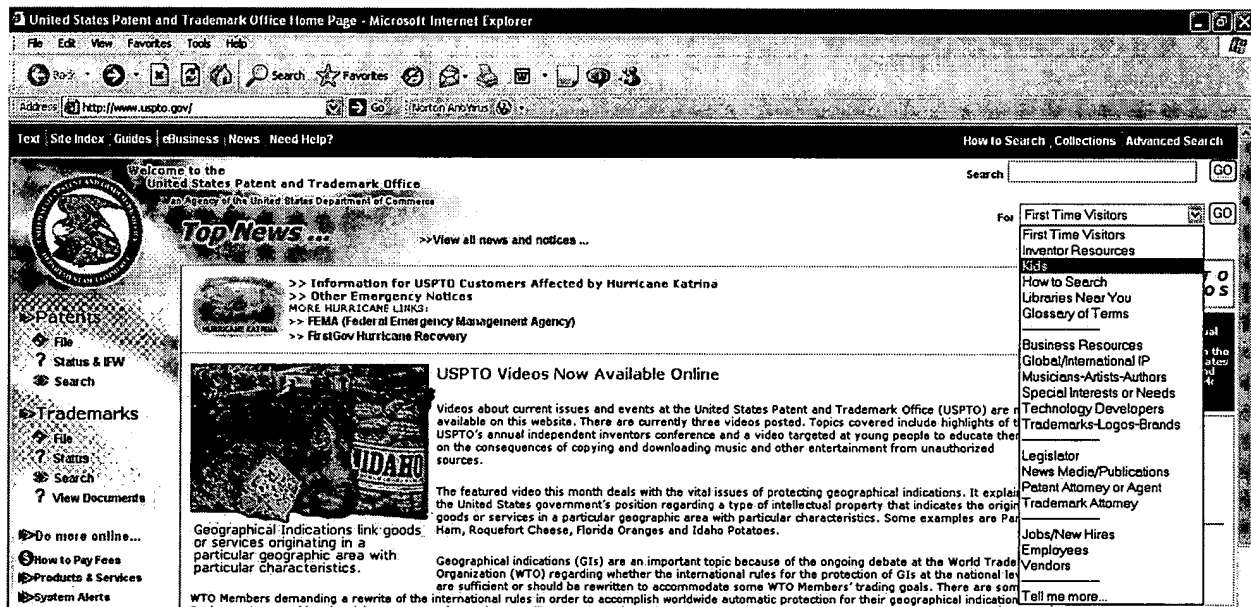 United States Patent and Trademark Office Home Page - Microsoft Internet Explorer
File Edit View Favorites Tools Help
Back Search Favorites
Address http://www.uspto.gov/ Go Norton AntiVirus
Text Site Index Guides eBusiness News Need Help? How to Search Collections Advanced Search
Welcome to the
United States Patent and Trademark Office
An Agency of the United States Department of Commerce
Search GO
For First Time Visitors GO
Top News ...
>>View all news and notices ...
First Time Visitors
Inventor Resources
Kids
How to Search
Libraries Near You
Glossary of Terms
Business Resources
Global/International IP
Musicians-Artists-Authors
Special Interests or Needs
Technology Developers
Trademarks-Logos-Brands
Legislator
News Media/Publications
Patent Attorney or Agent
Trademark Attorney
Jobs/New Hires
Employees
Vendors
Tell me more...
HURRICANE KATRINA
>> Information for USPTO Customers Affected by Hurricane Katrina
>> Other Emergency Notices
MORE HURRICANE LINKS:
>> FEMA (Federal Emergency Management Agency)
>> FirstGov Hurricane Recovery
Patents
File
? Status & IFW
Search
Trademarks
File
Status
Search
? View Documents
Do more online...
$How to Pay Fees
Products & Services
System Alerts
IDAHO
Geographical Indications link goods
or services originating in a
particular geographic area with
particular characteristics.
USPTO Videos Now Available Online
Videos about current issues and events at the United States Patent and Trademark Office (USPTO) are
available on this website. There are currently three videos posted. Topics covered include highlights of
USPTO's annual independent inventors conference and a video targeted at young people to educate
on the consequences of copying and downloading music and other entertainment from unauthorized
sources.
The featured video this month deals with the vital issues of protecting geographical indications. It
the United States government's position regarding a type of intellectual property that indicates the
goods or services in a particular geographic area with particular characteristics. Some examples are
Ham, Roquefort Cheese, Florida Oranges and Idaho Potatoes.
Geographical indications (GIs) are an important topic because of the ongoing debate at the World Trade
Organization (WTO) regarding whether the international rules for the protection of GIs at the national
are sufficient or should be rewritten to accommodate some WTO Members' trading goals. There are
WTO Members demanding a rewrite of the international rules in order to accomplish worldwide automatic protection for their geographical